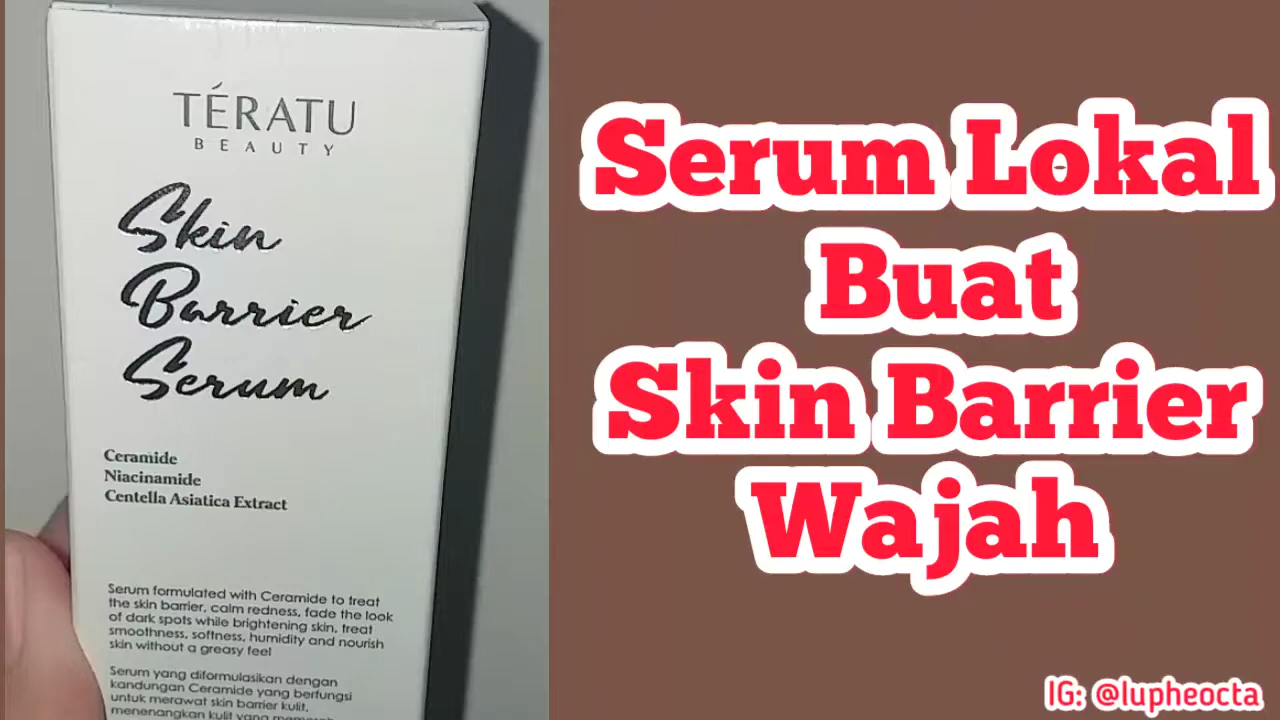 TÉRATU
BEAUTY
Skin
Barrier
Serum
Ceramide
Niacinamide
Centella Asiatica Extract
Serum formulated with Ceramide to treat
the skin barrier, calm redness, fade the look
of dark spots while brightening skin, treat
smoothness, softness, humidity and nourish
skin without a greasy feel
Serum yang diformulasikan dengan
kandungan Ceramide yang berfungsi
untuk merawat skin barrier kulit,
menenangkan kulit yang
Serum Lokal
Buat
Skin Barrier
Wajah
IG: @lupheocta